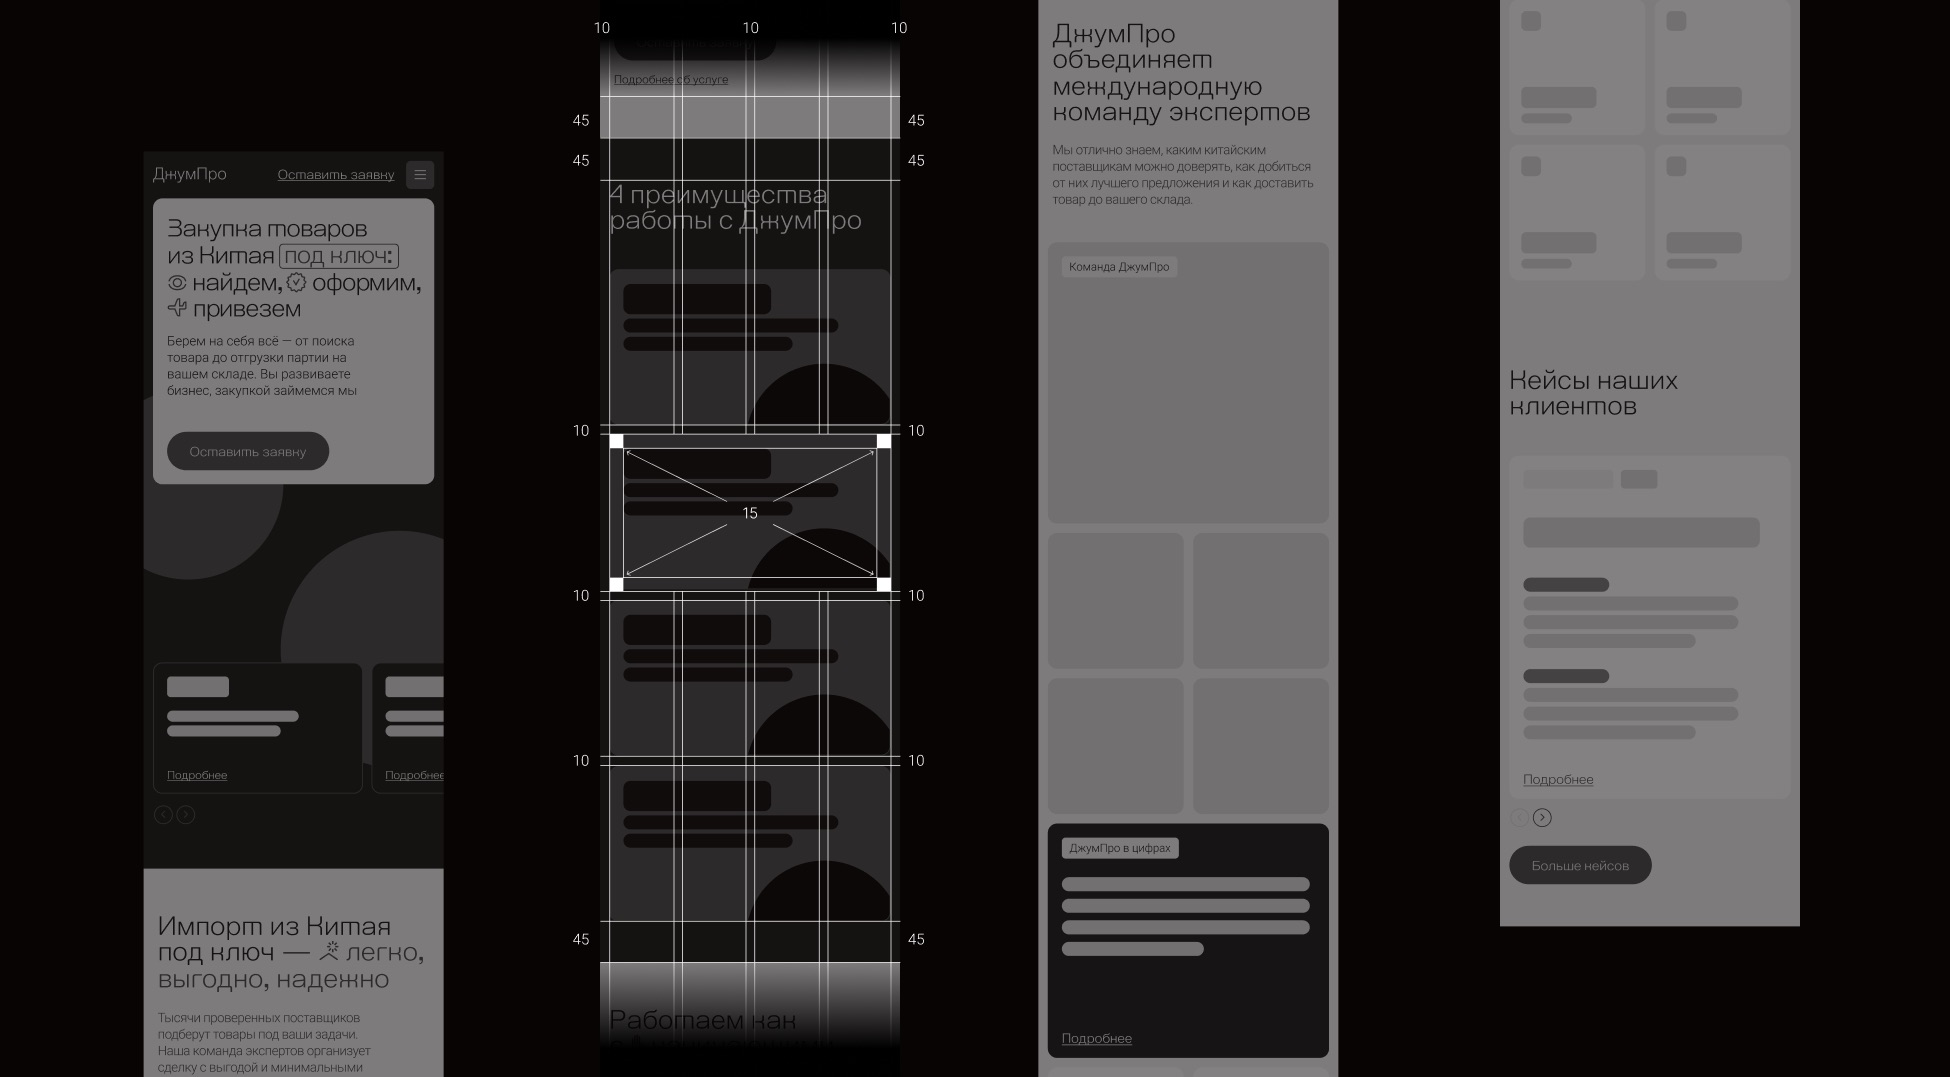 ДжумПро
Оставить заявку
Закупка товаров
из Китая под ключ:
найдем, оформим,
привезем
Берем на себя всё — от поиска
товара до отгрузки партии на
вашем складе. Вы развиваете
бизнес, закупкой займемся мы
Оставить заявку
Подробнее
Подробнее
Импорт из Китая
под ключ — легко,
выгодно, надежно
Тысячи проверенных поставщиков
подберут товары под ваши задачи.
Наша команда экспертов организует
сделку с выгодой и минимальными
10 10 10
Оставить заявку
Подробнее об услуге
45 45
45 45
4 преимущества
работы с ДжумПро
10 10
15
10 10
10 10
45 45
Работаем как
ДжумПро
объединяет
международную
команду экспертов
Мы отлично знаем, каким китайским
поставщикам можно доверять, как добиться
от них лучшего предложения и как доставить
товар до вашего склада.
Команда ДжумПро
ДжумПро в цифрах
Подробнее
Кейсы наших
клиентов
Подробнее
Больше кейсов